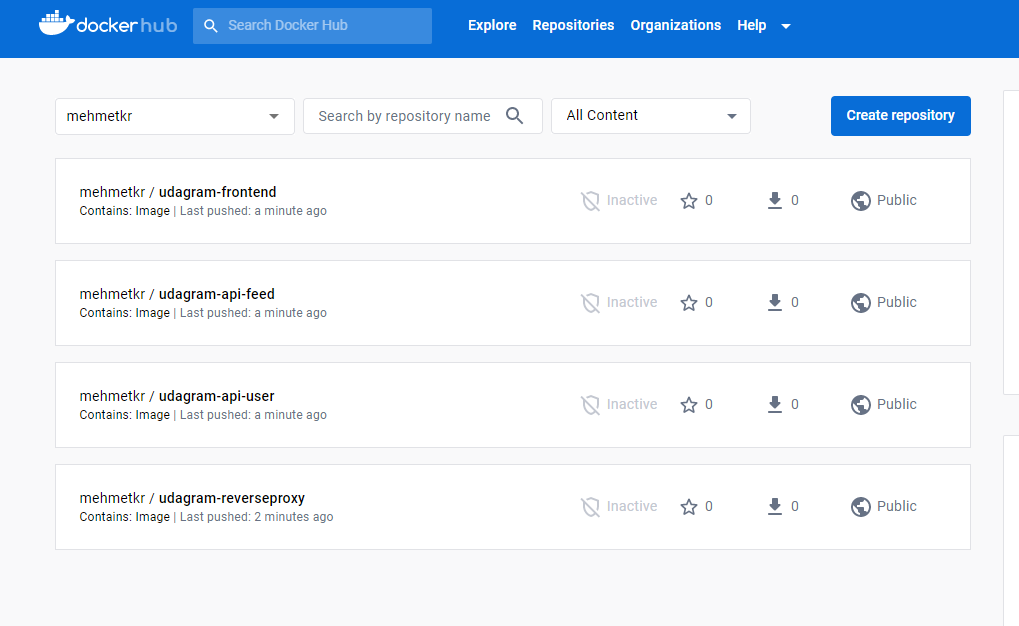 docker hub Search Docker Hub Explore Repositories Organizations Help
mehmetkr Search by repository name All Content Create repository
mehmetkr / udagram-frontend
Contains: Image | Last pushed: a minute ago
Inactive 0 0 Public
mehmetkr / udagram-api-feed
Contains: Image | Last pushed: a minute ago
Inactive 0 0 Public
mehmetkr / udagram-api-user
Contains: Image | Last pushed: a minute ago
Inactive 0 0 Public
mehmetkr / udagram-reverseproxy
Contains: Image | Last pushed: 2 minutes ago
Inactive 0 0 Public